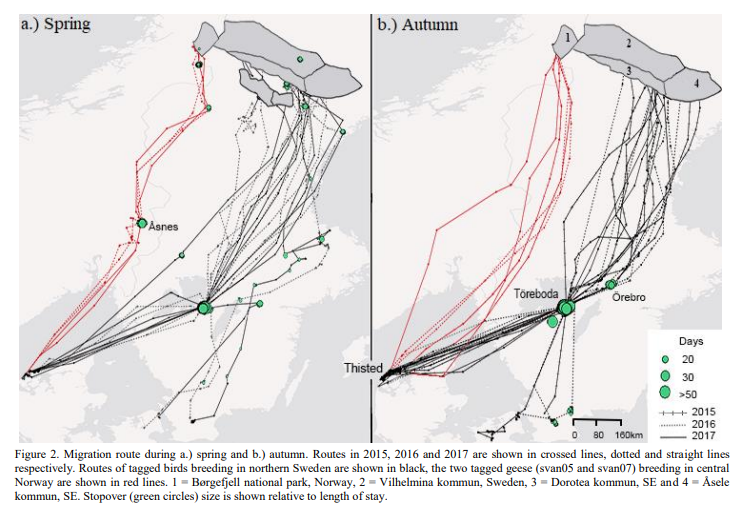 a.) Spring
b.) Autumn
1
2
3
4
Åsnes
Töreboda
Örebro
Thisted
Days
20
30
>50
2015
2016
2017
0 80 160km
Figure 2. Migration route during a.) spring and b.) autumn. Routes in 2015, 2016 and 2017 are shown in crossed lines, dotted and straight lines
respectively. Routes of tagged birds breeding in northern Sweden are shown in black, the two tagged geese (svan05 and svan07) breeding in central
Norway are shown in red lines. 1 = Børgefjell national park, Norway, 2 = Vilhelmina kommun, Sweden, 3 = Dorotea kommun, SE and 4 = Åsele
kommun, SE. Stopover (green circles) size is shown relative to length of stay.